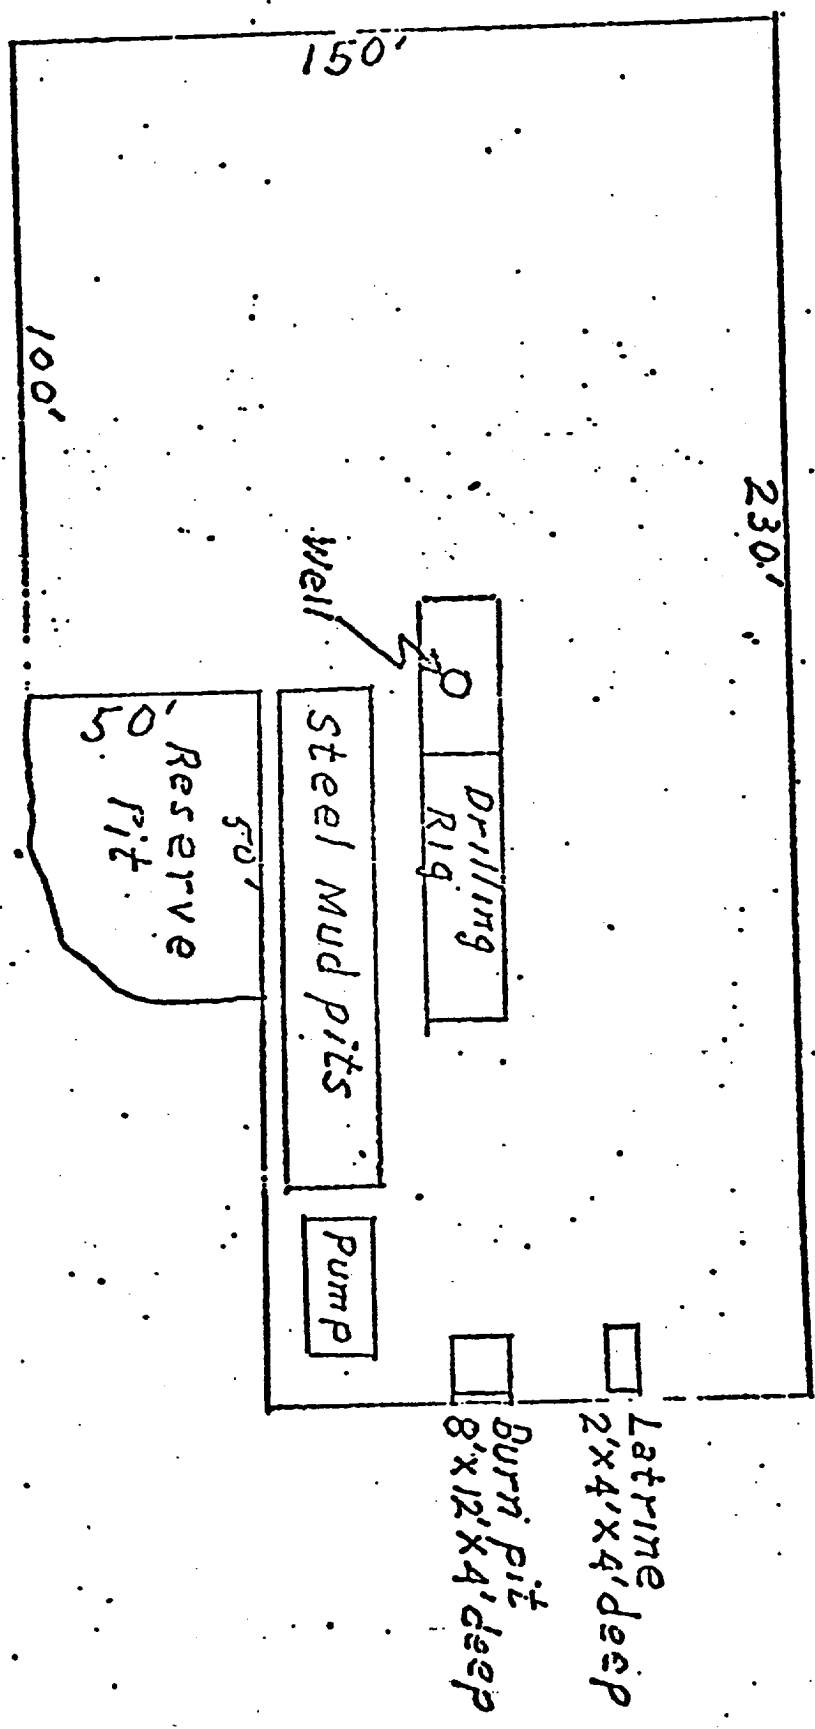 150'
230'
100'
Well
Drilling
Rig
Steel Mud pits
50'
50'
Reserve
Pit
Pump
Latrine
2'x4'x4'deep
Burn pit
8'x12'x4'deep